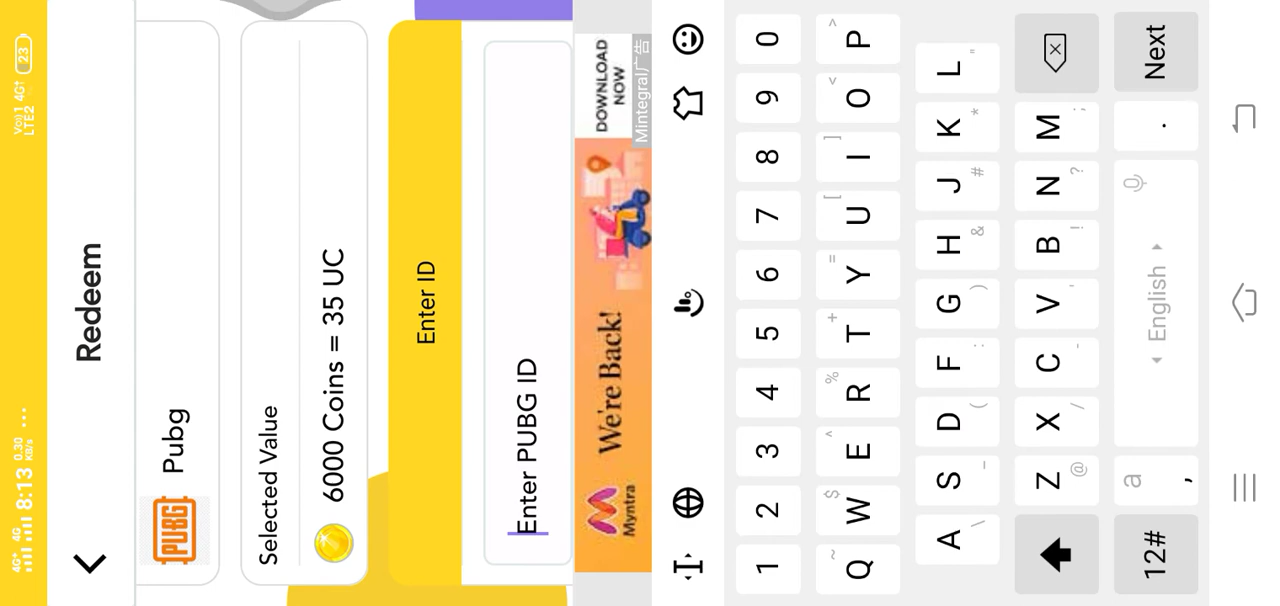 4G+ 4G 8:13 0.30 KB/s ... Vo))1 4G↑ LTE2 23
Redeem
PUBG Pubg
Selected Value
6000 Coins = 35 UC
Enter ID
Enter PUBG ID
Myntra We're Back! DOWNLOAD NOW
Mintegral广告
1 2 3 4 5 6 7 8 9 0
~ $ ^ % + = [ ] < >
Q W E R T Y U I O P
\ _ ( : ) & # * "
A S D F G H J K L
@ / - ' ! ? ;
Z X C V B N M
12# a , English . Next